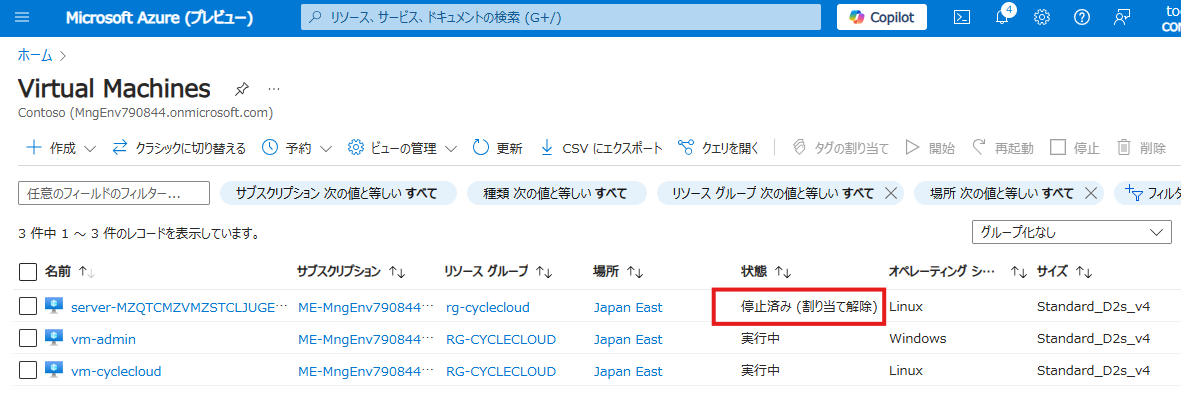 Microsoft Azure (プレビュー) リソース、サービス、ドキュメントの検索 (G+/) Copilot 4 to
CON
ホーム
Virtual Machines
Contoso (MngEnv790844.onmicrosoft.com)
作成 クラシックに切り替える 予約 ビューの管理 更新 CSV にエクスポート クエリを開く タグの割り当て 開始 再起動 停止 削除
任意のフィールドのフィルター... サブスクリプション 次の値と等しい すべて 種類 次の値と等しい すべて リソース グループ 次の値と等しい すべて 場所 次の値と等しい すべて フィルタ
3 件中 1 ～ 3 件のレコードを表示しています。 グループ化なし
名前 サブスクリプション リソース グループ 場所 状態 オペレーティング シ… サイズ
server-MZQTCMZVMZSTCLJUGE… ME-MngEnv790844… rg-cyclecloud Japan East 停止済み (割り当て解除) Linux Standard_D2s_v4
vm-admin ME-MngEnv790844… RG-CYCLECLOUD Japan East 実行中 Windows Standard_D2s_v4
vm-cyclecloud ME-MngEnv790844… RG-CYCLECLOUD Japan East 実行中 Linux Standard_D2s_v4